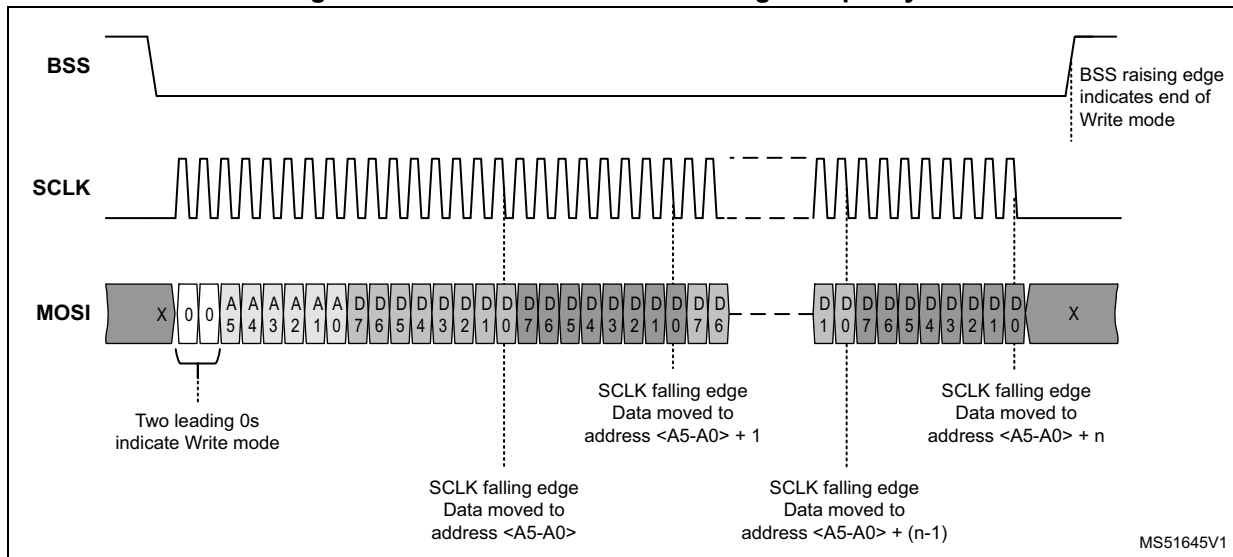 BSS
BSS raising edge
indicates end of
Write mode
SCLK
MOSI
X 0 0 A5 A4 A3 A2 A1 A0 D7 D6 D5 D4 D3 D2 D1 D0 D7 D6 D5 D4 D3 D2 D1 D0 D7 D6 D1 D0 D7 D6 D5 D4 D3 D2 D1 D0 X
Two leading 0s
indicate Write mode
SCLK falling edge
Data moved to
address <A5-A0> + 1
SCLK falling edge
Data moved to
address <A5-A0> + n
SCLK falling edge
Data moved to
address <A5-A0>
SCLK falling edge
Data moved to
address <A5-A0> + (n-1)
MS51645V1